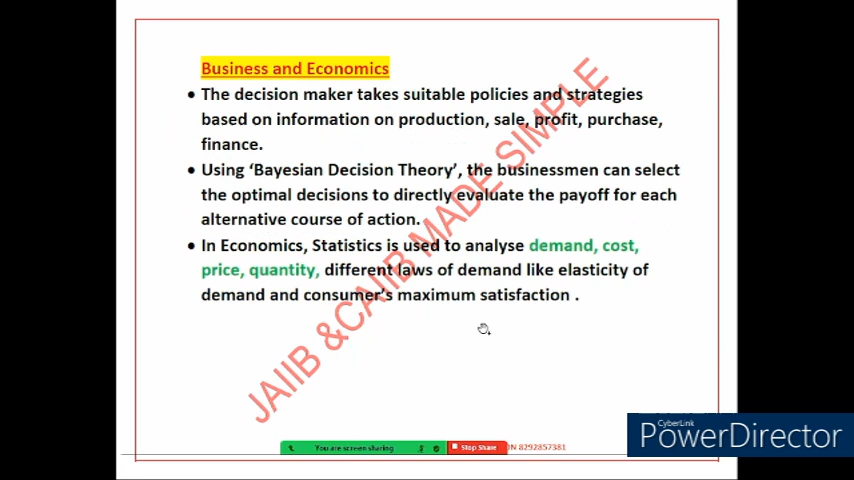 Business and Economics
• The decision maker takes suitable policies and strategies
based on information on production, sale, profit, purchase,
finance.
• Using ‘Bayesian Decision Theory’, the businessmen can select
the optimal decisions to directly evaluate the payoff for each
alternative course of action.
• In Economics, Statistics is used to analyse demand, cost,
price, quantity, different laws of demand like elasticity of
demand and consumer’s maximum satisfaction .
JAIIB &CAIIB MADE SIMPLE
You are screen sharing
Stop Share
8292857381
CyberLink
PowerDirector